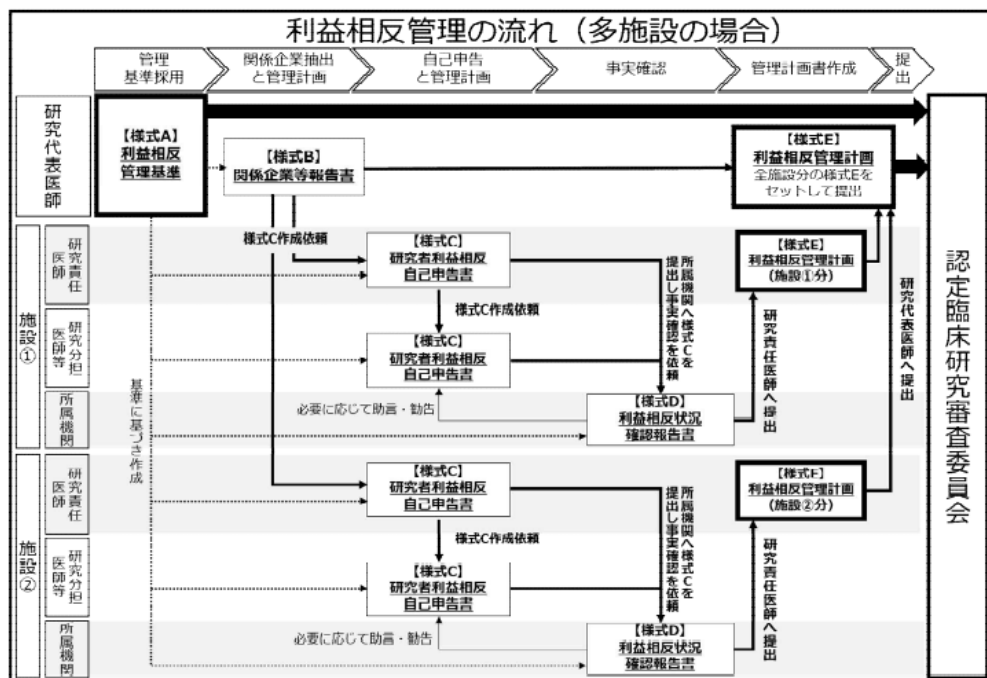 利益相反管理の流れ（多施設の場合）
管理
基準採用
関係企業抽出
と管理計画
自己申告
と管理計画
事実確認
管理計画書作成
提出
研究代表医師
【様式A】
利益相反
管理基準
【様式B】
関係企業等報告書
【様式E】
利益相反管理計画
全施設分の様式Eを
セットして提出
認定臨床研究審査委員会
様式C作成依頼
施設①
研究責任
医師
【様式C】
研究者利益相反
自己申告書
所属機関へ様式Cを
提出し事実確認を依頼
【様式E】
利益相反管理計画
(施設①分)
研究代表医師へ提出
様式C作成依頼
研究分担
医師等
【様式C】
研究者利益相反
自己申告書
研究責任医師へ提出
基準に基づき作成
所属機関
必要に応じて助言・勧告
【様式D】
利益相反状況
確認報告書
施設②
研究責任
医師
【様式C】
研究者利益相反
自己申告書
所属機関へ様式Cを
提出し事実確認を依頼
【様式E】
利益相反管理計画
(施設②分)
様式C作成依頼
研究分担
医師等
【様式C】
研究者利益相反
自己申告書
研究責任医師へ提出
所属機関
必要に応じて助言・勧告
【様式D】
利益相反状況
確認報告書